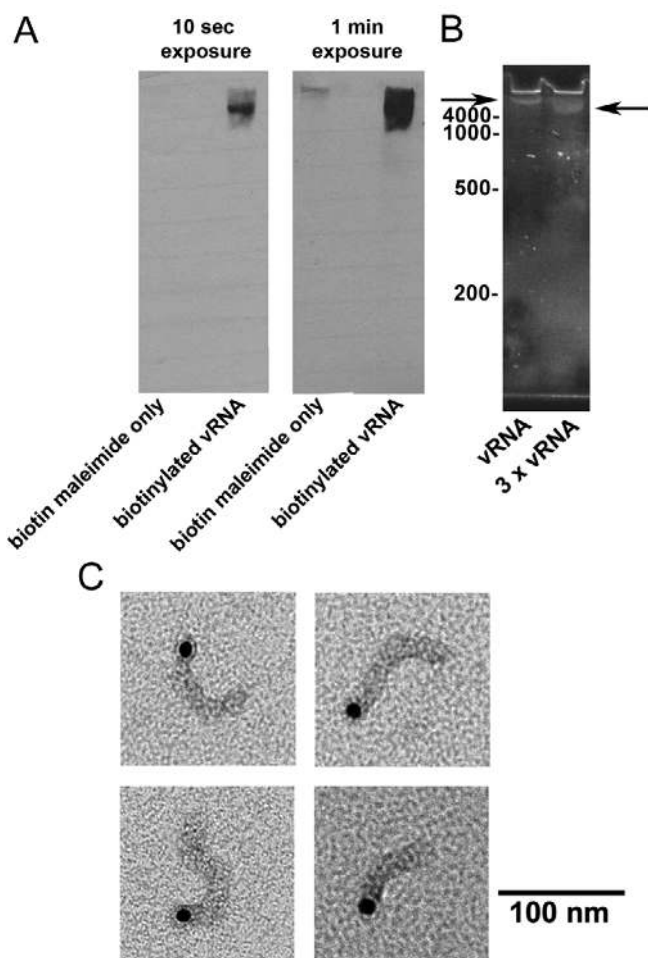 A
10 sec
exposure
1 min
exposure
biotin maleimide only
biotinylated vRNA
biotin maleimide only
biotinylated vRNA
B
4000-
1000-
500-
200-
vRNA
3 x vRNA
C
100 nm